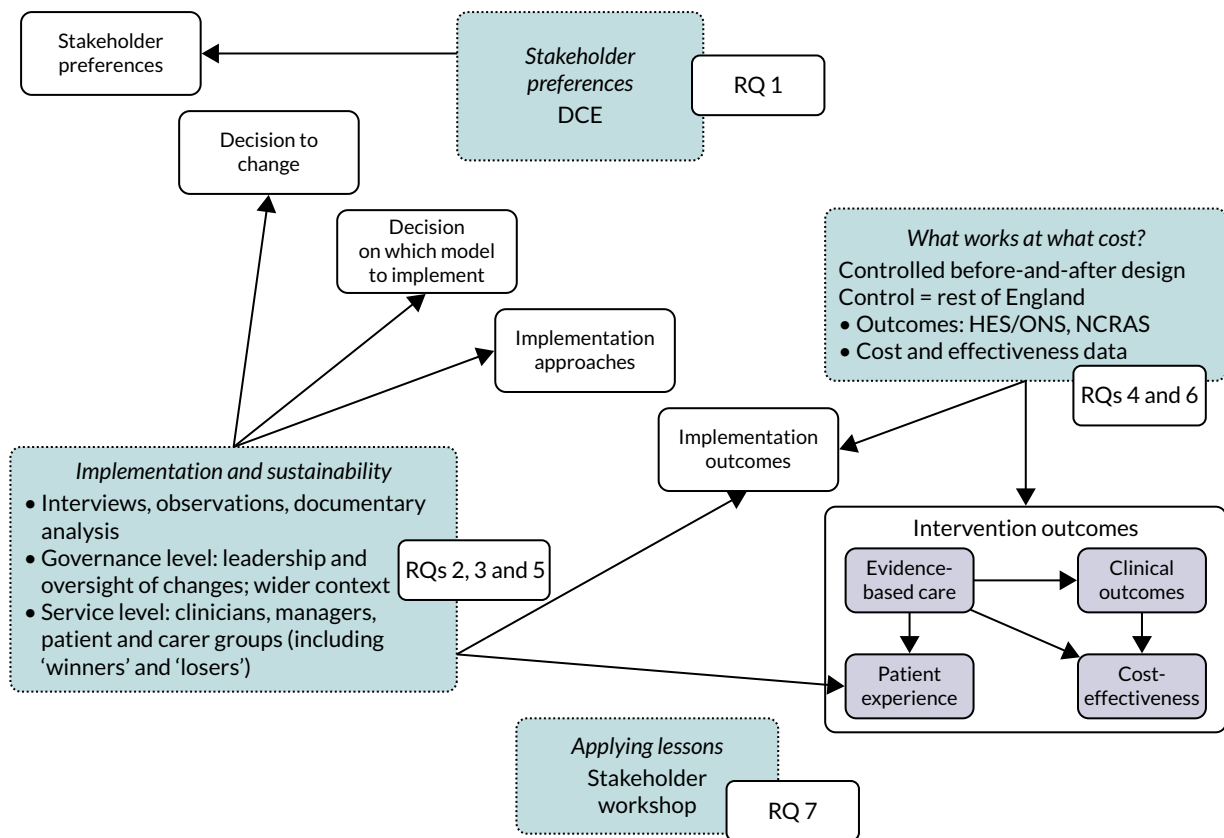 Stakeholder
preferences
Stakeholder
preferences
DCE
RQ 1
Decision to
change
Decision
on which model
to implement
Implementation
approaches
What works at what cost?
Controlled before-and-after design
Control = rest of England
• Outcomes: HES/ONS, NCRAS
• Cost and effectiveness data
RQs 4 and 6
Implementation
outcomes
Implementation and sustainability
• Interviews, observations, documentary
analysis
• Governance level: leadership and
oversight of changes; wider context
• Service level: clinicians, managers,
patient and carer groups (including
‘winners’ and ‘losers’)
RQs 2, 3 and 5
Intervention outcomes
Evidence-
based care
Clinical
outcomes
Patient
experience
Cost-
effectiveness
Applying lessons
Stakeholder
workshop
RQ 7